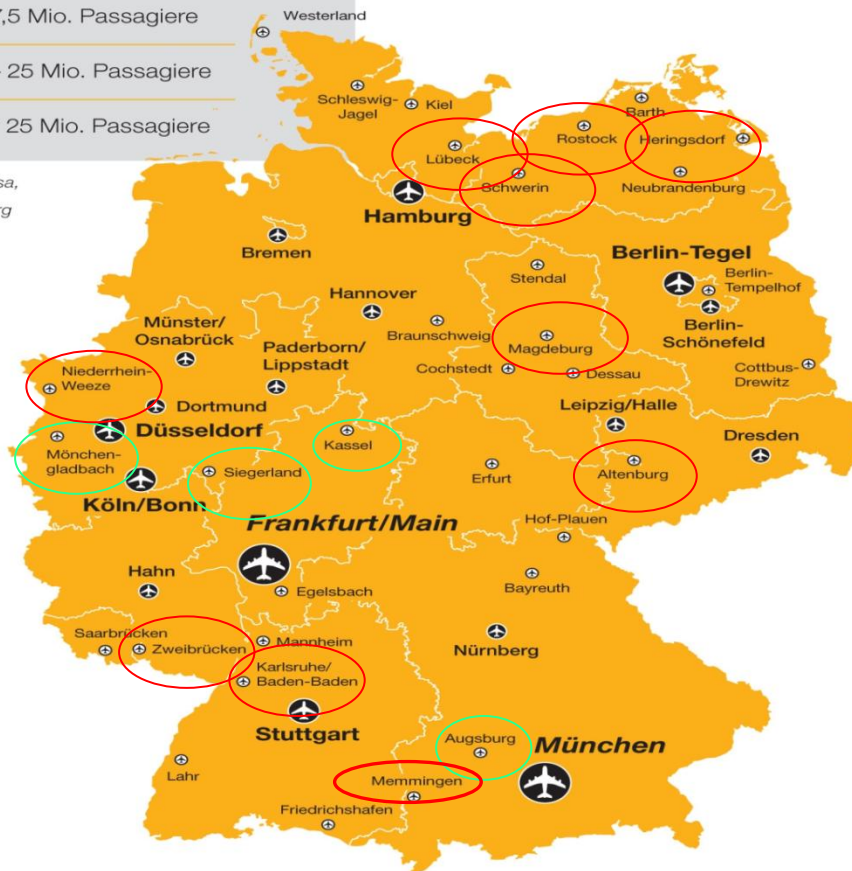 7,5 Mio. Passagiere
25 Mio. Passagiere
25 Mio. Passagiere
Westerland
Schleswig-
Jagel
Kiel
Barth
Lübeck
Rostock
Heringsdorf
Schwerin
Neubrandenburg
Hamburg
Bremen
Berlin-Tegel
Stendal
Berlin-
Tempelhof
Hannover
Berlin-
Schönefeld
Münster/
Osnabrück
Braunschweig
Magdeburg
Paderborn/
Lippstadt
Cochstedt
Dessau
Cottbus-
Drewitz
Niederrhein-
Weeze
Dortmund
Leipzig/Halle
Düsseldorf
Kassel
Dresden
Mönchen-
gladbach
Siegerland
Erfurt
Altenburg
Köln/Bonn
Frankfurt/Main
Hof-Plauen
Hahn
Egelsbach
Bayreuth
Saarbrücken
Zweibrücken
Mannheim
Nürnberg
Karlsruhe/
Baden-Baden
Stuttgart
Augsburg
München
Lahr
Memmingen
Friedrichshafen